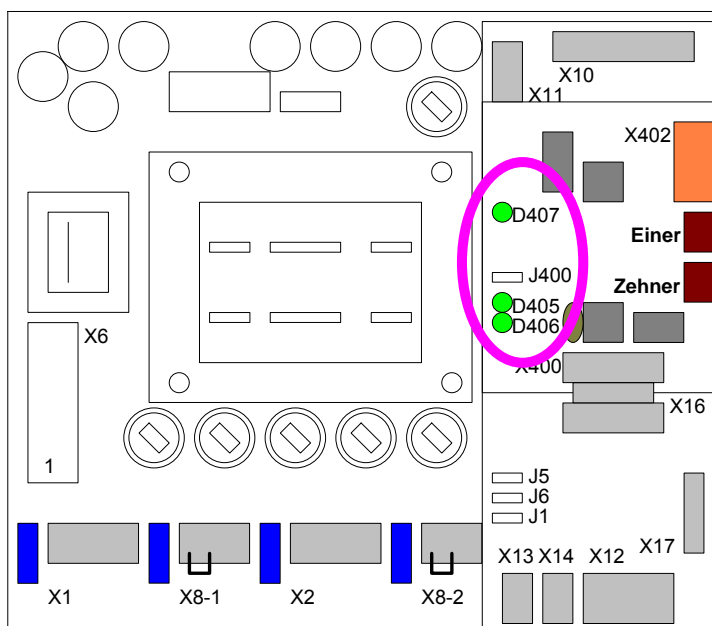 X10
X11
X402
D407
Einer
J400
Zehner
D405
D406
X6
X400
X16
1
J5
J6
J1
X17
X13
X14
X12
X1
X8-1
X2
X8-2